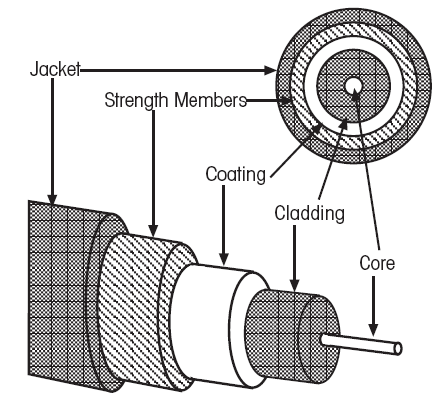 Jacket
Strength Members
Coating
Cladding
Core